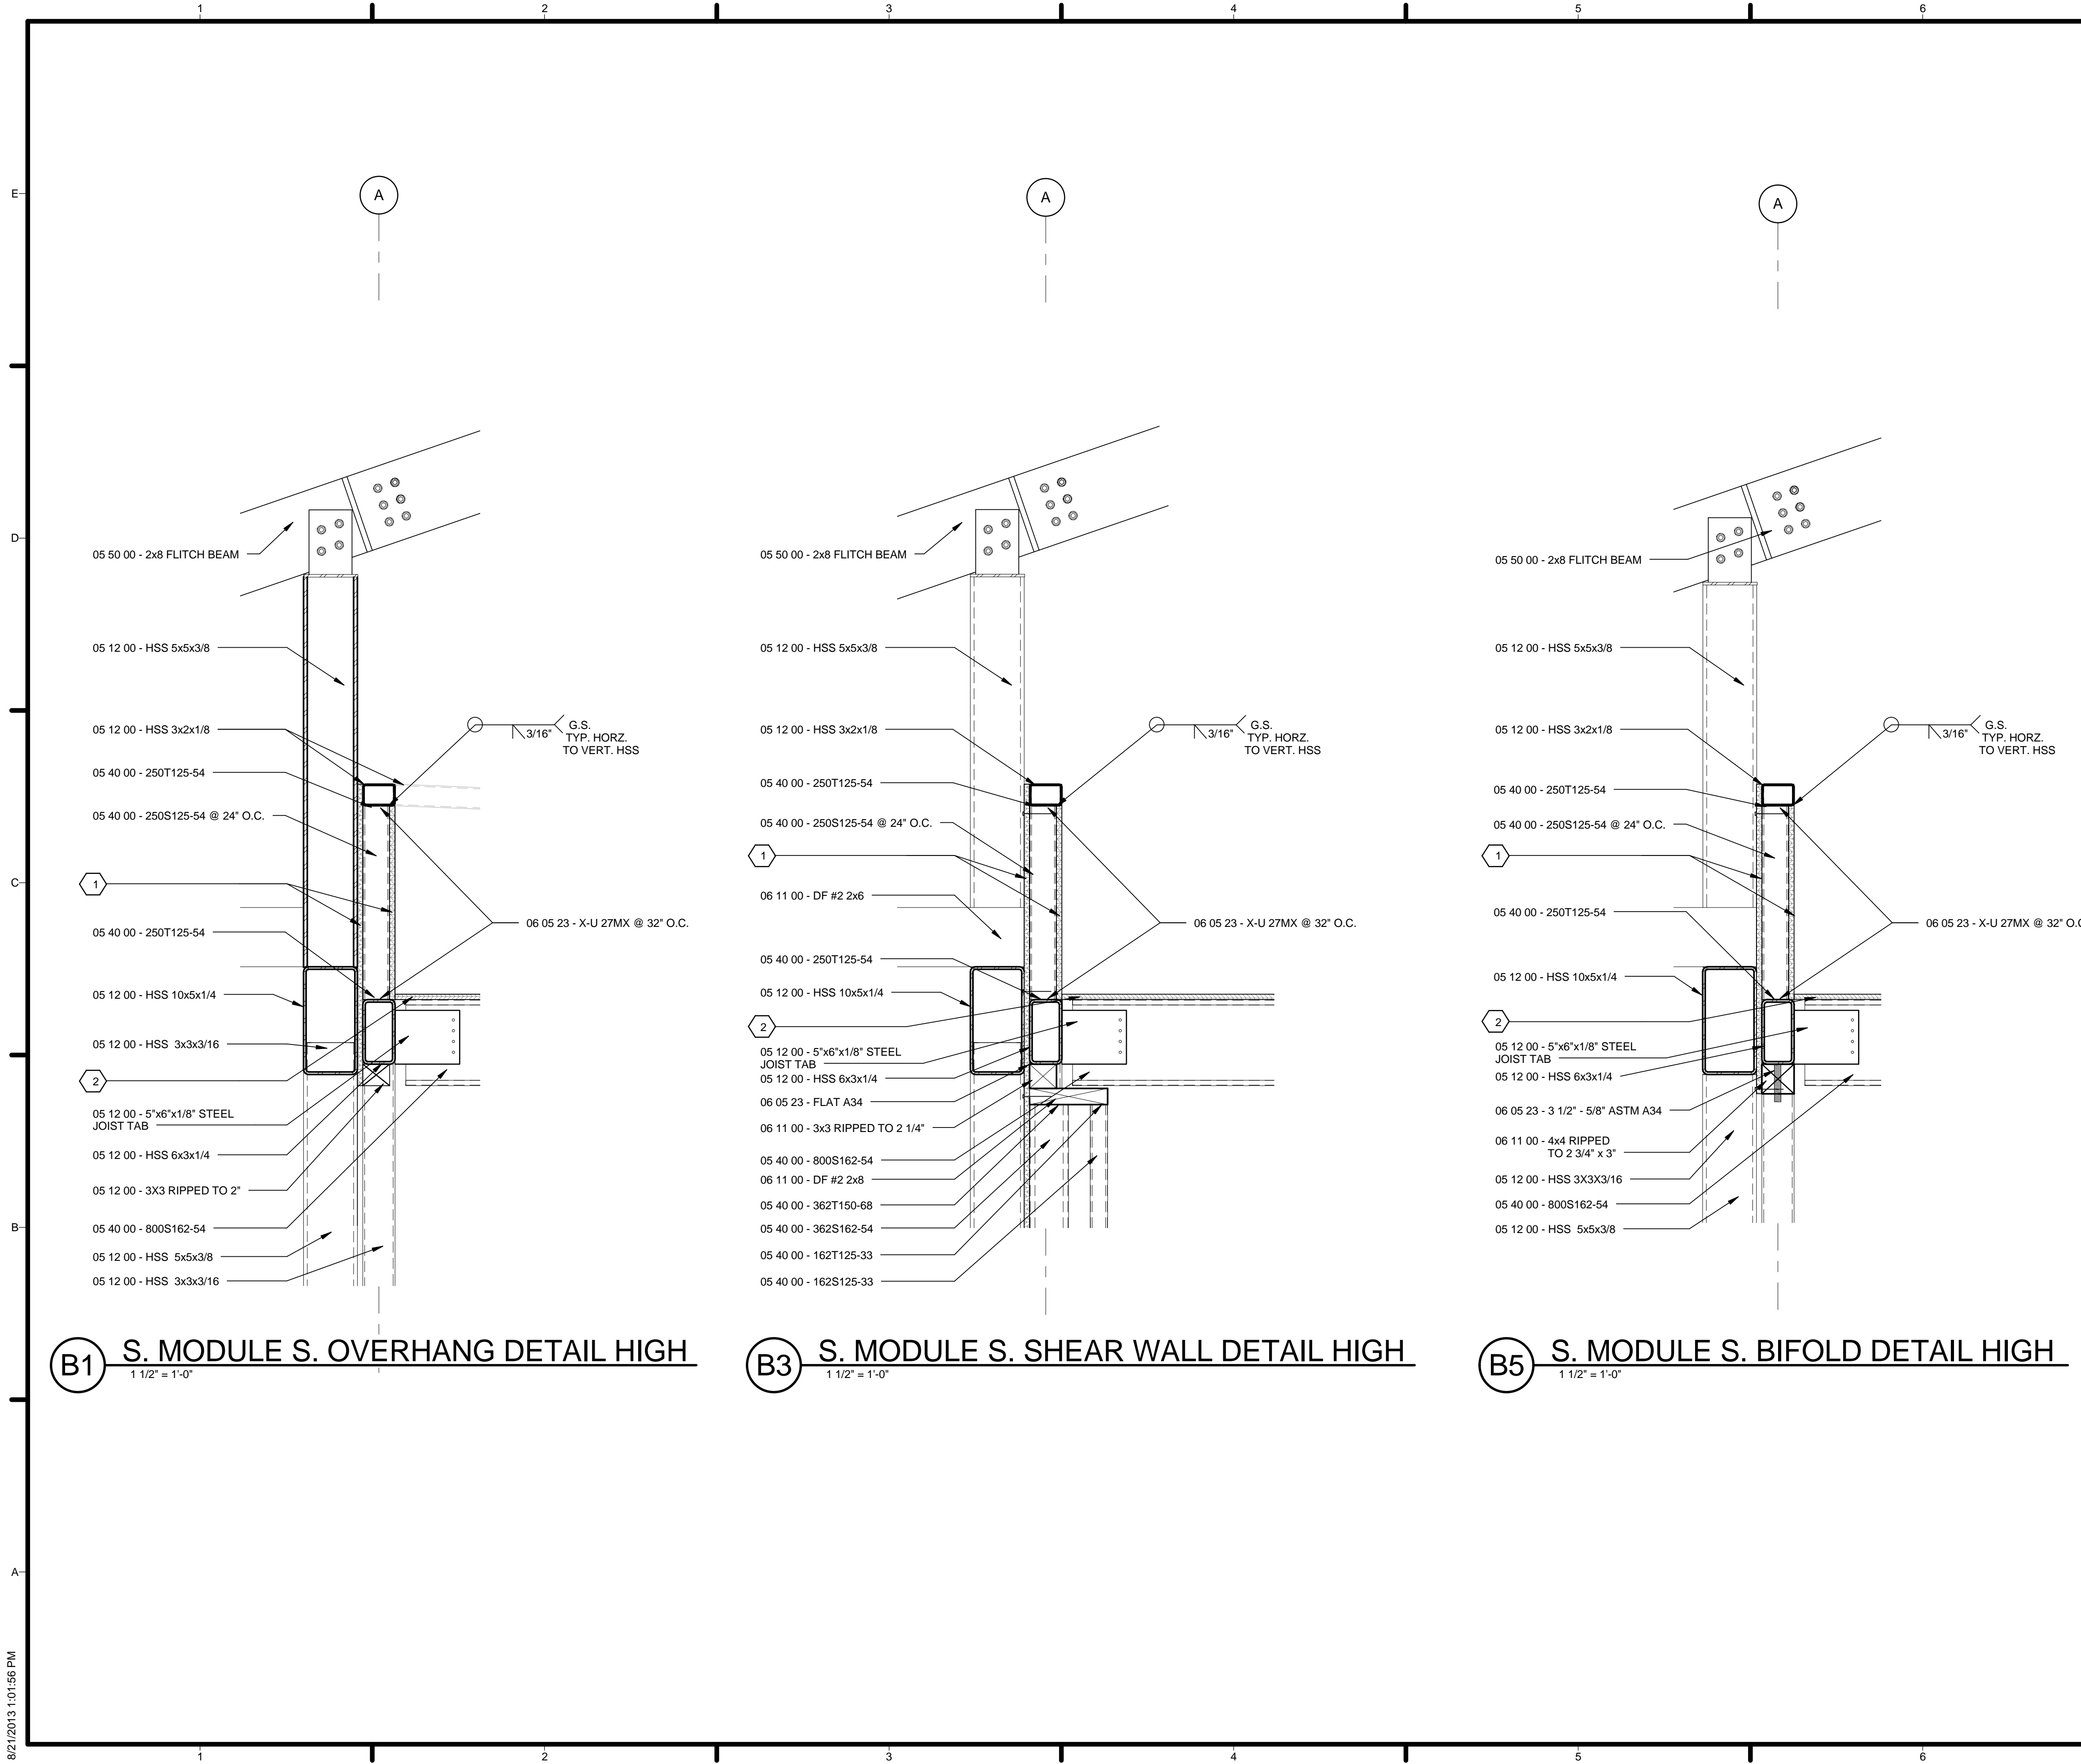 1
2
3
4
5
6
E
D
C
B
A
A
05 50 00 - 2x8 FLITCH BEAM
05 12 00 - HSS 5x5x3/8
05 12 00 - HSS 3x2x1/8
05 40 00 - 250T125-54
05 40 00 - 250S125-54 @ 24" O.C.
1
05 40 00 - 250T125-54
05 12 00 - HSS 10x5x1/4
05 12 00 - HSS 3x3x3/16
2
05 12 00 - 5"x6"x1/8" STEEL
JOIST TAB
05 12 00 - HSS 6x3x1/4
05 12 00 - 3X3 RIPPED TO 2"
05 40 00 - 800S162-54
05 12 00 - HSS 5x5x3/8
05 12 00 - HSS 3x3x3/16
3/16"
G.S.
TYP. HORZ.
TO VERT. HSS
06 05 23 - X-U 27MX @ 32" O.C.
B1
S. MODULE S. OVERHANG DETAIL HIGH
1 1/2" = 1'-0"
A
05 50 00 - 2x8 FLITCH BEAM
05 12 00 - HSS 5x5x3/8
05 12 00 - HSS 3x2x1/8
05 40 00 - 250T125-54
05 40 00 - 250S125-54 @ 24" O.C.
1
06 11 00 - DF #2 2x6
05 40 00 - 250T125-54
05 12 00 - HSS 10x5x1/4
2
05 12 00 - 5"x6"x1/8" STEEL
JOIST TAB
05 12 00 - HSS 6x3x1/4
06 05 23 - FLAT A34
06 11 00 - 3x3 RIPPED TO 2 1/4"
05 40 00 - 800S162-54
06 11 00 - DF #2 2x8
05 40 00 - 362T150-68
05 40 00 - 362S162-54
05 40 00 - 162T125-33
05 40 00 - 162S125-33
3/16"
G.S.
TYP. HORZ.
TO VERT. HSS
06 05 23 - X-U 27MX @ 32" O.C.
B3
S. MODULE S. SHEAR WALL DETAIL HIGH
1 1/2" = 1'-0"
A
05 50 00 - 2x8 FLITCH BEAM
05 12 00 - HSS 5x5x3/8
05 12 00 - HSS 3x2x1/8
05 40 00 - 250T125-54
05 40 00 - 250S125-54 @ 24" O.C.
1
05 40 00 - 250T125-54
05 12 00 - HSS 10x5x1/4
2
05 12 00 - 5"x6"x1/8" STEEL
JOIST TAB
05 12 00 - HSS 6x3x1/4
06 05 23 - 3 1/2" - 5/8" ASTM A34
06 11 00 - 4x4 RIPPED
TO 2 3/4" x 3"
05 12 00 - HSS 3X3X3/16
05 40 00 - 800S162-54
05 12 00 - HSS 5x5x3/8
3/16"
G.S.
TYP. HORZ.
TO VERT. HSS
06 05 23 - X-U 27MX @ 32" O.
B5
S. MODULE S. BIFOLD DETAIL HIGH
1 1/2" = 1'-0"
8/21/2013 1:01:56 PM
1
2
3
4
5
6